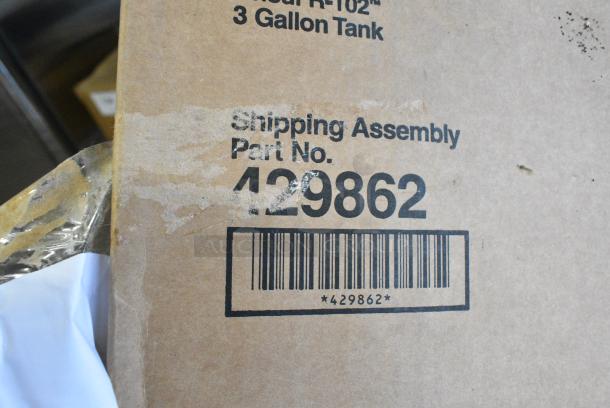 R-102™
3 Gallon Tank
Shipping Assembly
Part No.
429862
*429862*